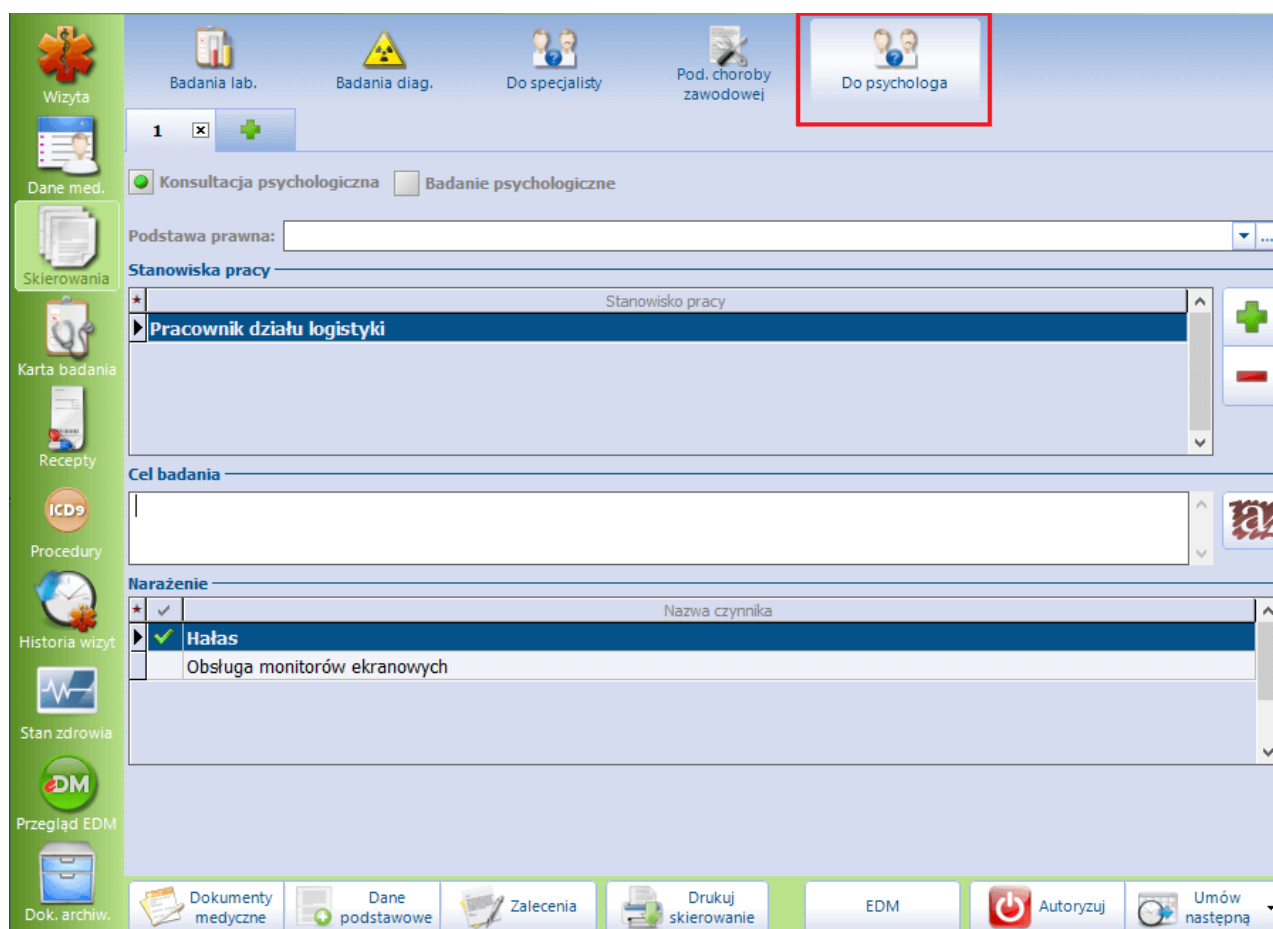 Wizyta
Dane med.
Skierowania
Karta badania
Recepty
ICD9
Procedury
Historia wizyt
Stan zdrowia
eDM
Przegląd EDM
Dok. archiw.
Badania lab.
Badania diag.
Do specjalisty
Pod. choroby
zawodowej
Do psychologa
1
Konsultacja psychologiczna
Badanie psychologiczne
Podstawa prawna:
...
Stanowiska pracy
Stanowisko pracy
Pracownik działu logistyki
Cel badania
Narażenie
Nazwa czynnika
Hałas
Obsługa monitorów ekranowych
Dokumenty
medyczne
Dane
podstawowe
Zalecenia
Drukuj
skierowanie
EDM
Autoryzuj
Umów
następną